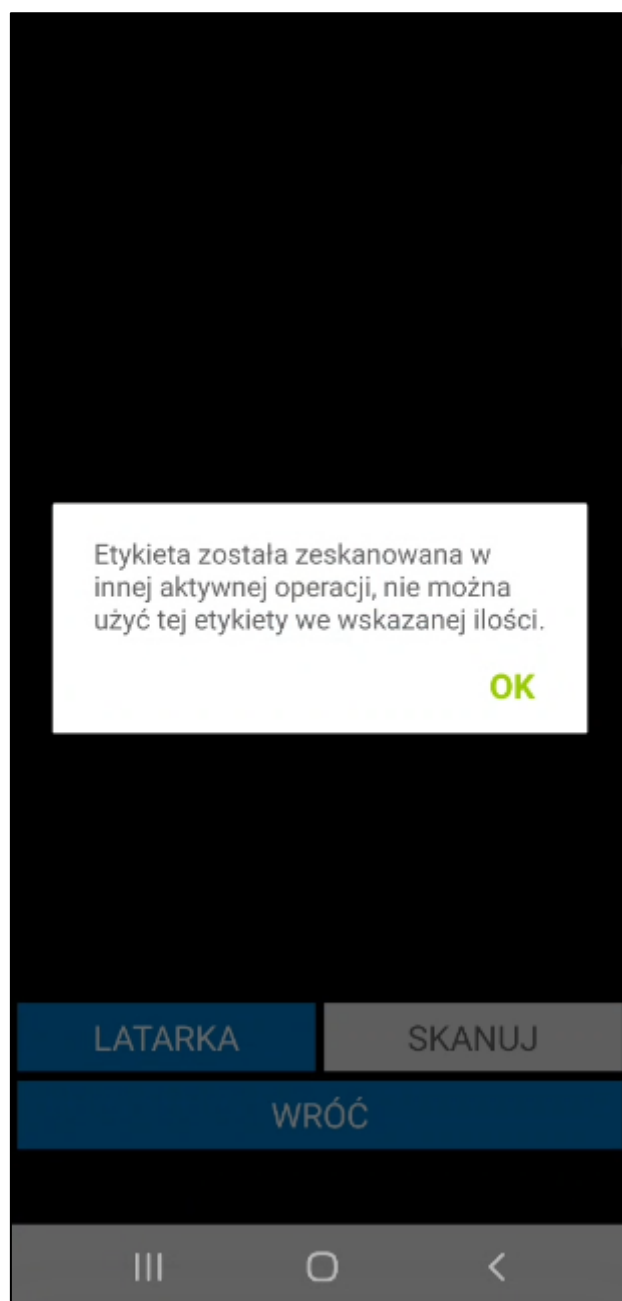 Etykieta została zeskanowana w
innej aktywnej operacji, nie można
użyć tej etykiety we wskazanej ilości.
OK
LATARKA SKANUJ
WRÓĆ